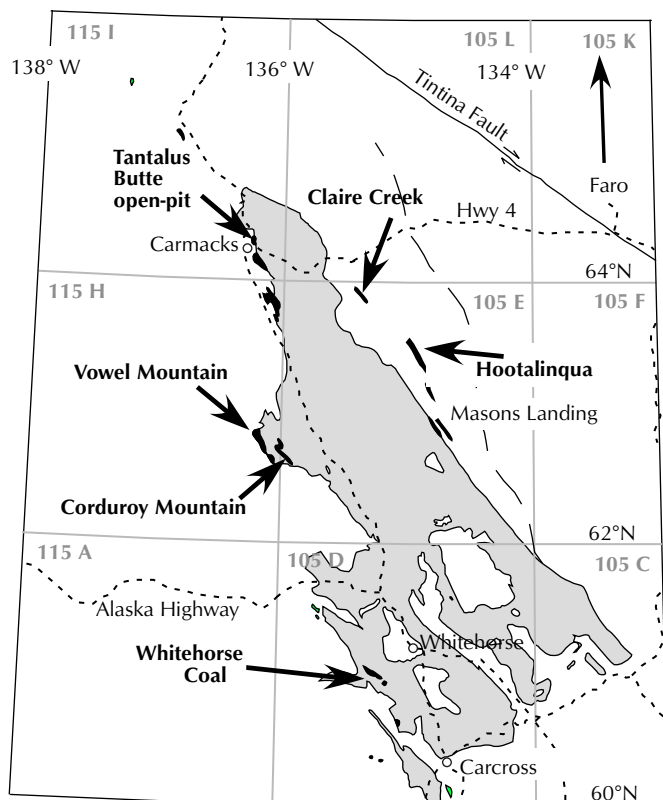 115 I
105 L
105 K
138° W
136° W
134° W
Tintina Fault
Tantalus
Butte
open-pit
Claire Creek
Faro
Hwy 4
Carmacks
64°N
115 H
105 E
105 F
Vowel Mountain
Hootalinqua
Masons Landing
Corduroy Mountain
62°N
115 A
105 D
105 C
Alaska Highway
Whitehorse
Whitehorse
Coal
Carcross
60°N